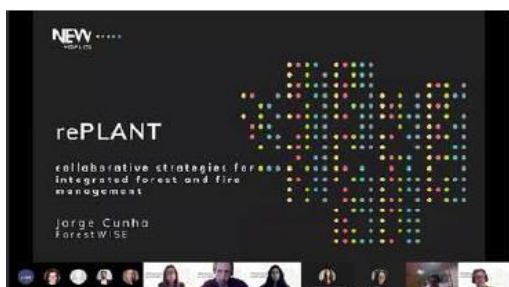 NEW
rePLANT
collaborative strategies for
integrated forest and fire
management
Jorge Cunha
ForestWISE